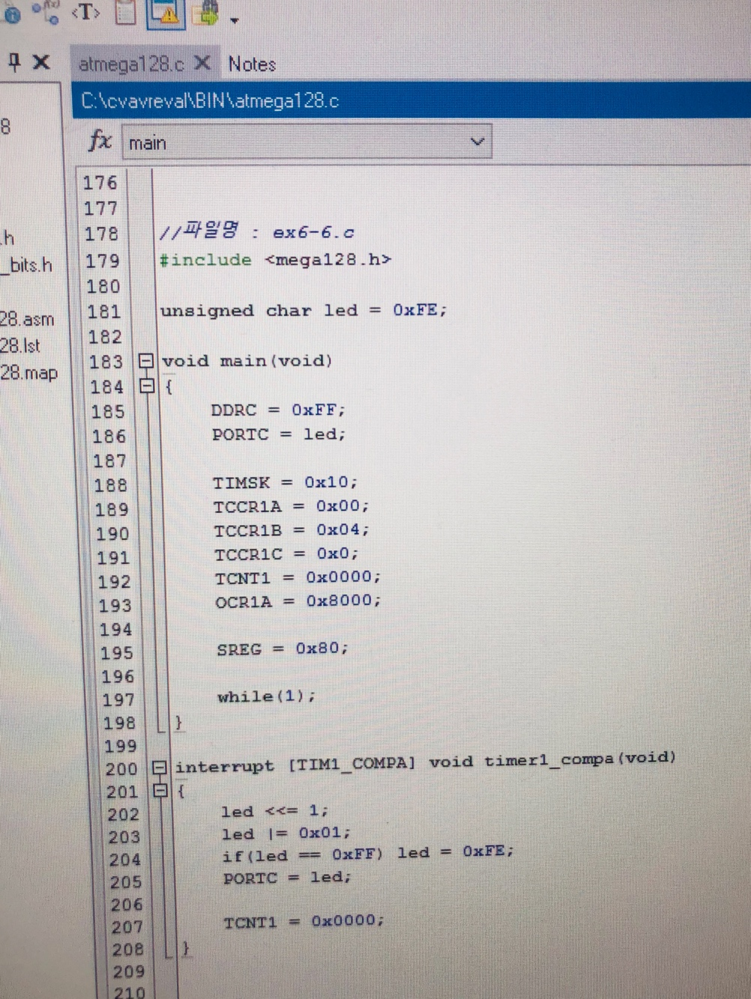 <T>
atmega128.c Notes
C:\cvavreval\BIN\atmega128.c
8
fx main
176
177
.h
178 //파일명 : ex6-6.c
_bits.h
179 #include <mega128.h>
180
28.asm
181 unsigned char led = 0xFE;
28.lst
182
28.map
183 void main(void)
184 {
185 DDRC = 0xFF;
186 PORTC = led;
187
188 TIMSK = 0x10;
189 TCCR1A = 0x00;
190 TCCR1B = 0x04;
191 TCCR1C = 0x0;
192 TCNT1 = 0x0000;
193 OCR1A = 0x8000;
194
195 SREG = 0x80;
196
197 while(1);
198 }
199
200 interrupt [TIM1_COMPA] void timer1_compa(void)
201 {
202 led <<= 1;
203 led |= 0x01;
204 if(led == 0xFF) led = 0xFE;
205 PORTC = led;
206
207 TCNT1 = 0x0000;
208 }
209
210